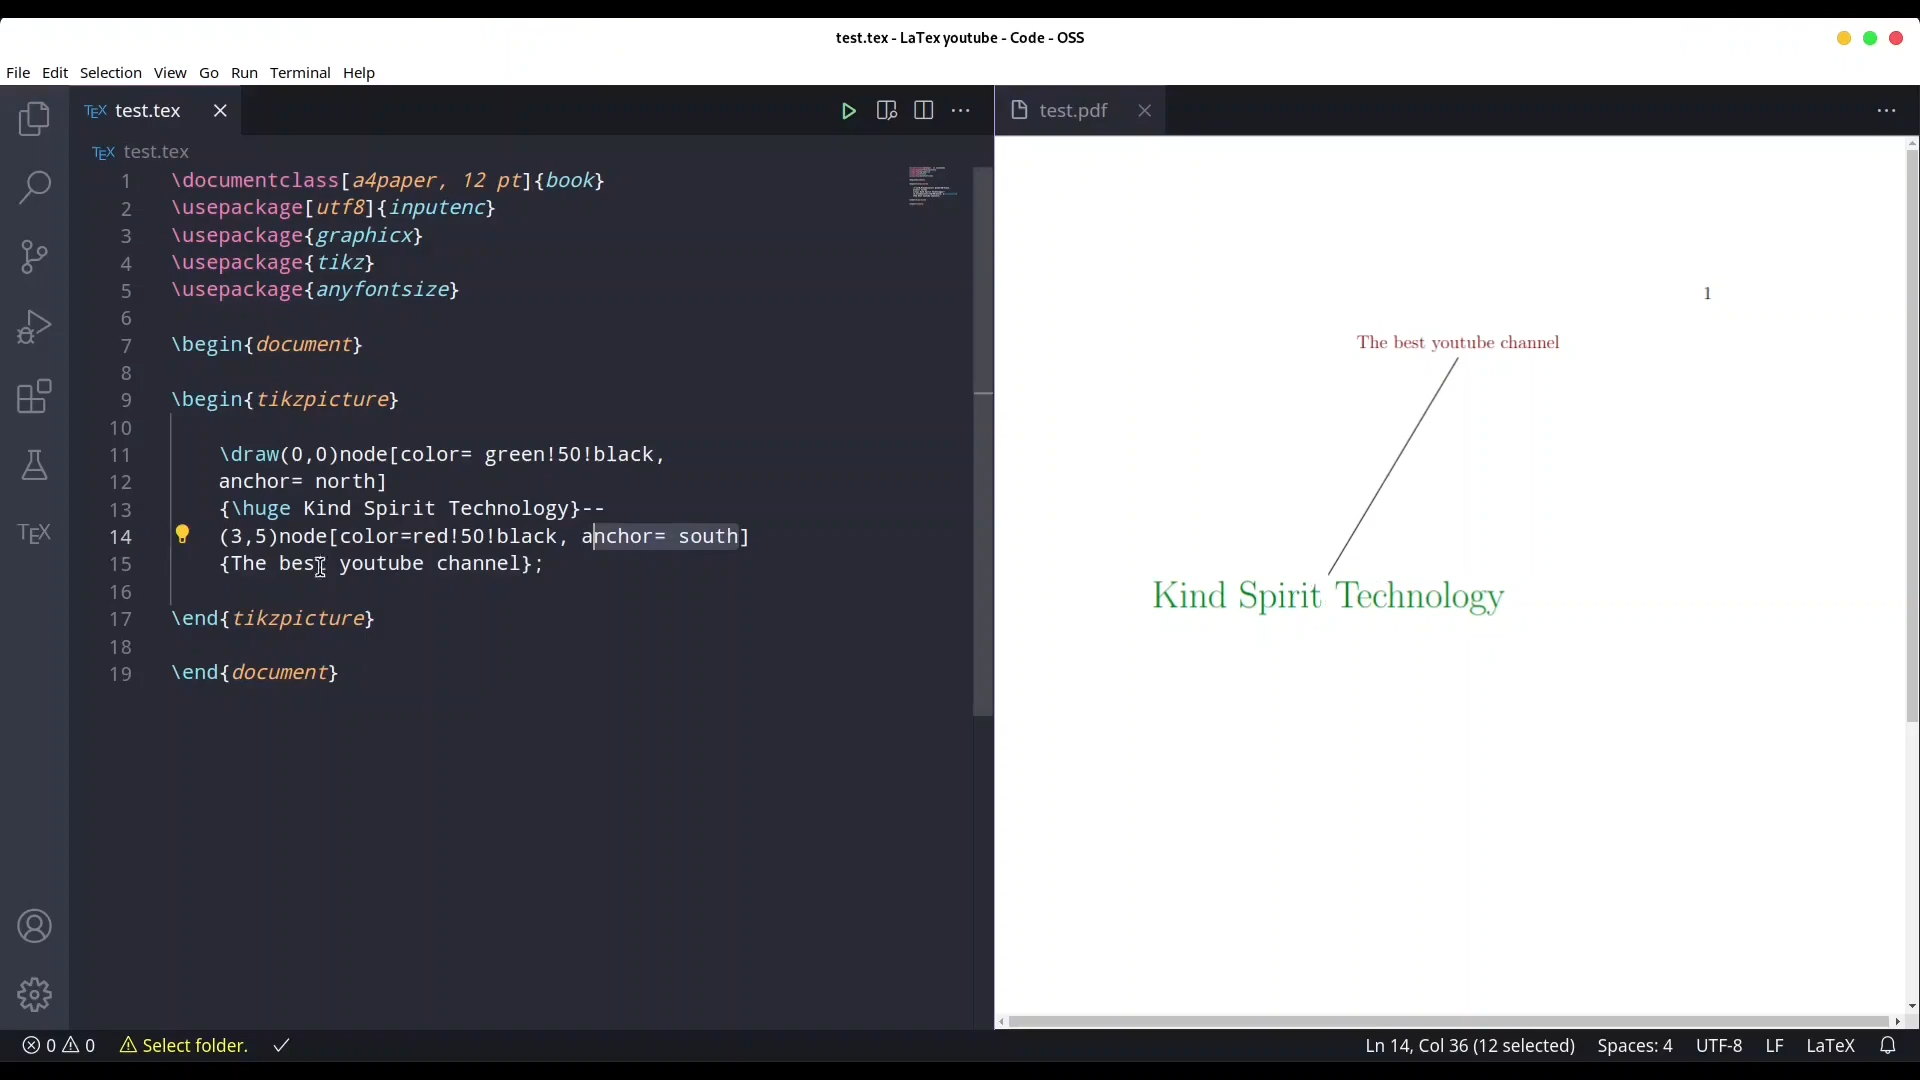 test.tex - LaTex youtube - Code - OSS
File Edit Selection View Go Run Terminal Help
TEX test.tex
test.pdf
TEX test.tex
1 \documentclass[a4paper, 12 pt]{book}
2 \usepackage[utf8]{inputenc}
3 \usepackage{graphicx}
4 \usepackage{tikz}
5 \usepackage{anyfontsize}
6
7 \begin{document}
8
9 \begin{tikzpicture}
10
11 \draw(0,0)node[color= green!50!black,
12 anchor= north]
13 {\huge Kind Spirit Technology}--
14 (3,5)node[color=red!50!black, anchor= south]
15 {The best youtube channel};
16
17 \end{tikzpicture}
18
19 \end{document}
TEX
1
The best youtube channel
Kind Spirit Technology
0 0 Select folder. Ln 14, Col 36 (12 selected) Spaces: 4 UTF-8 LF LaTeX